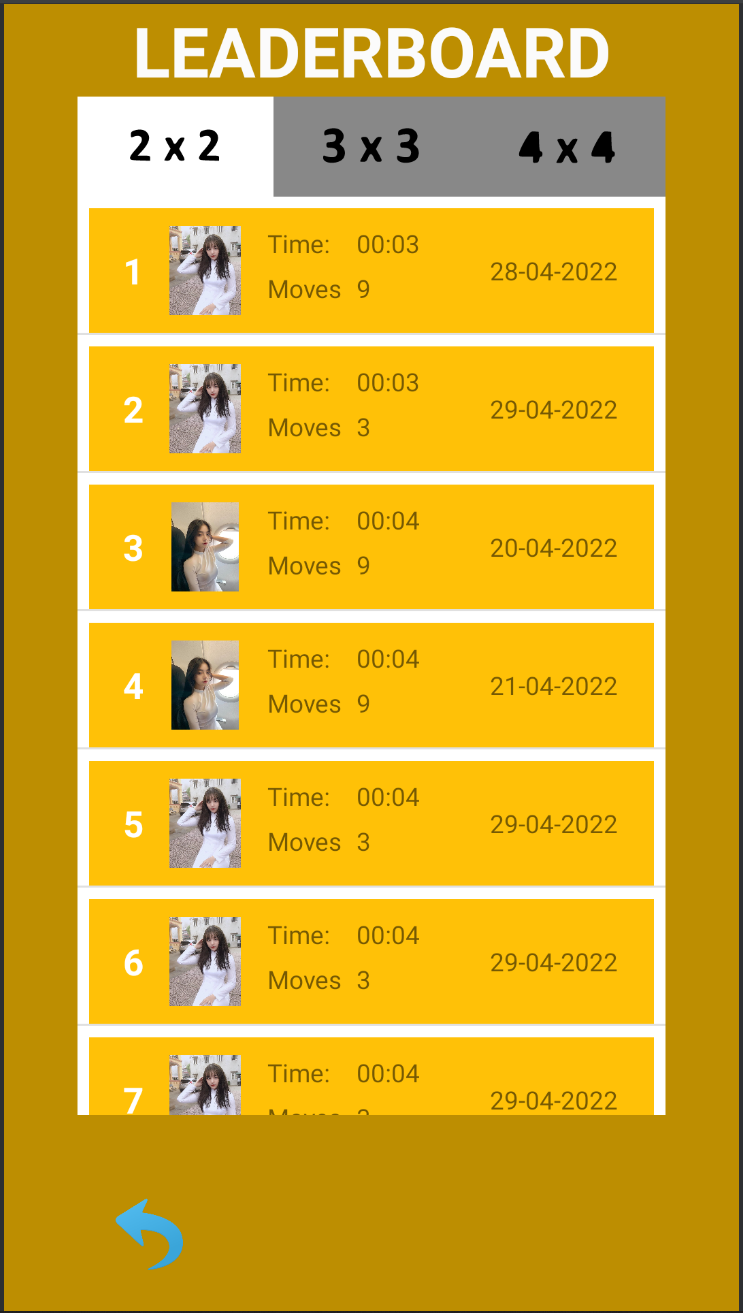 LEADERBOARD
2 x 2 3 x 3 4 x 4
1 Time: 00:03 28-04-2022
Moves 9
2 Time: 00:03 29-04-2022
Moves 3
3 Time: 00:04 20-04-2022
Moves 9
4 Time: 00:04 21-04-2022
Moves 9
5 Time: 00:04 29-04-2022
Moves 3
6 Time: 00:04 29-04-2022
Moves 3
7 Time: 00:04 29-04-2022
Moves